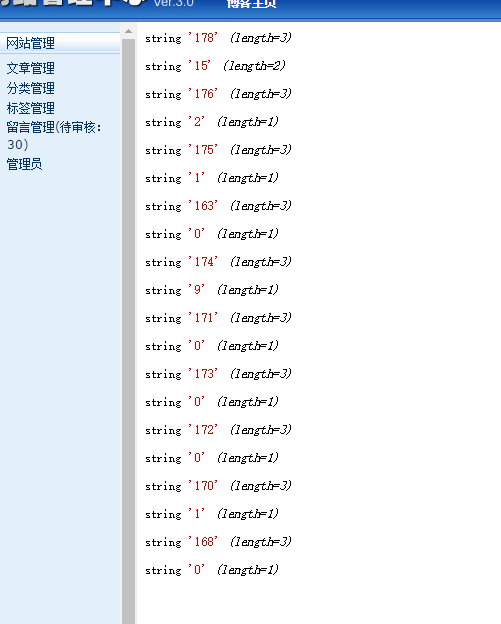 ver.3.0
博客主页
网站管理
文章管理
分类管理
标签管理
留言管理(待审核:
30)
管理员
string '178' (length=3)
string '15' (length=2)
string '176' (length=3)
string '2' (length=1)
string '175' (length=3)
string '1' (length=1)
string '163' (length=3)
string '0' (length=1)
string '174' (length=3)
string '9' (length=1)
string '171' (length=3)
string '0' (length=1)
string '173' (length=3)
string '0' (length=1)
string '172' (length=3)
string '0' (length=1)
string '170' (length=3)
string '1' (length=1)
string '168' (length=3)
string '0' (length=1)